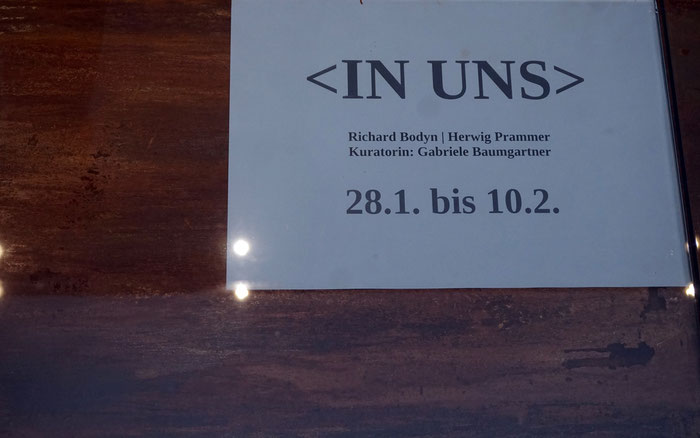 <IN UNS>
Richard Bodyn | Herwig Prammer
Kuratorin: Gabriele Baumgartner
28.1. bis 10.2.